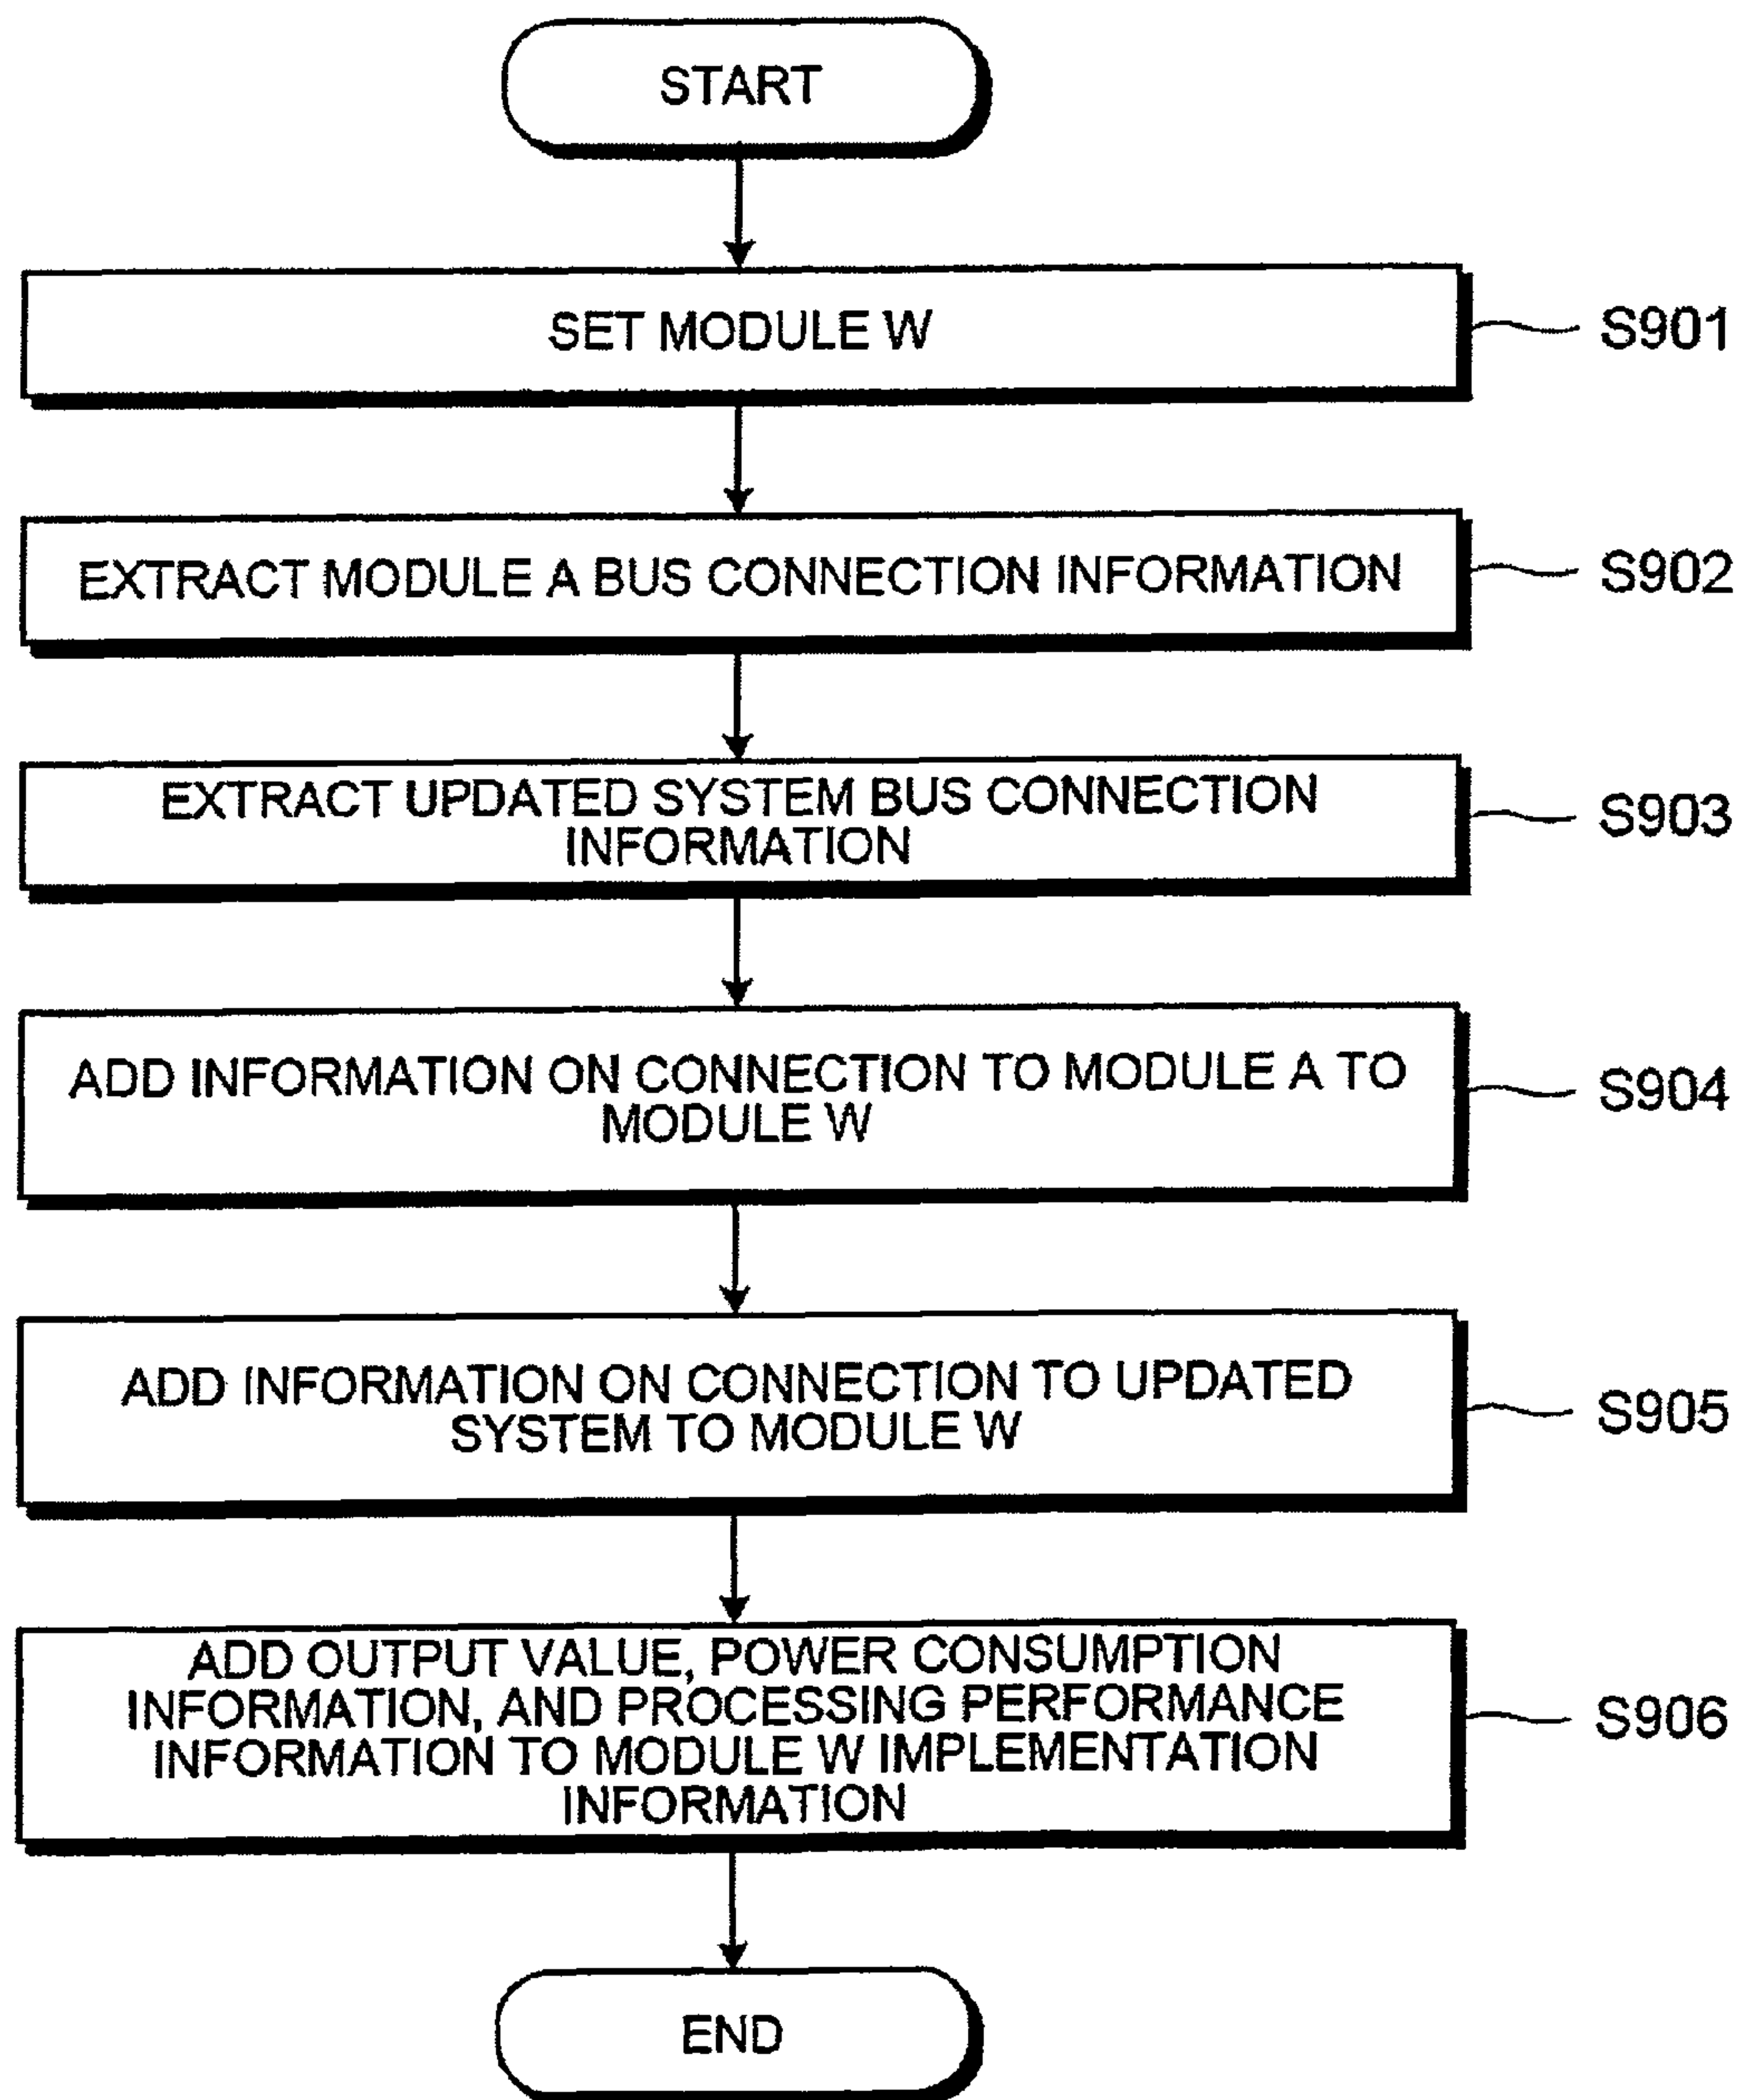 START
SET MODULE W
S901
EXTRACT MODULE A BUS CONNECTION INFORMATION
S902
EXTRACT UPDATED SYSTEM BUS CONNECTION
INFORMATION
S903
ADD INFORMATION ON CONNECTION TO MODULE A TO
MODULE W
S904
ADD INFORMATION ON CONNECTION TO UPDATED
SYSTEM TO MODULE W
S905
ADD OUTPUT VALUE, POWER CONSUMPTION
INFORMATION, AND PROCESSING PERFORMANCE
INFORMATION TO MODULE W IMPLEMENTATION
INFORMATION
S906
END